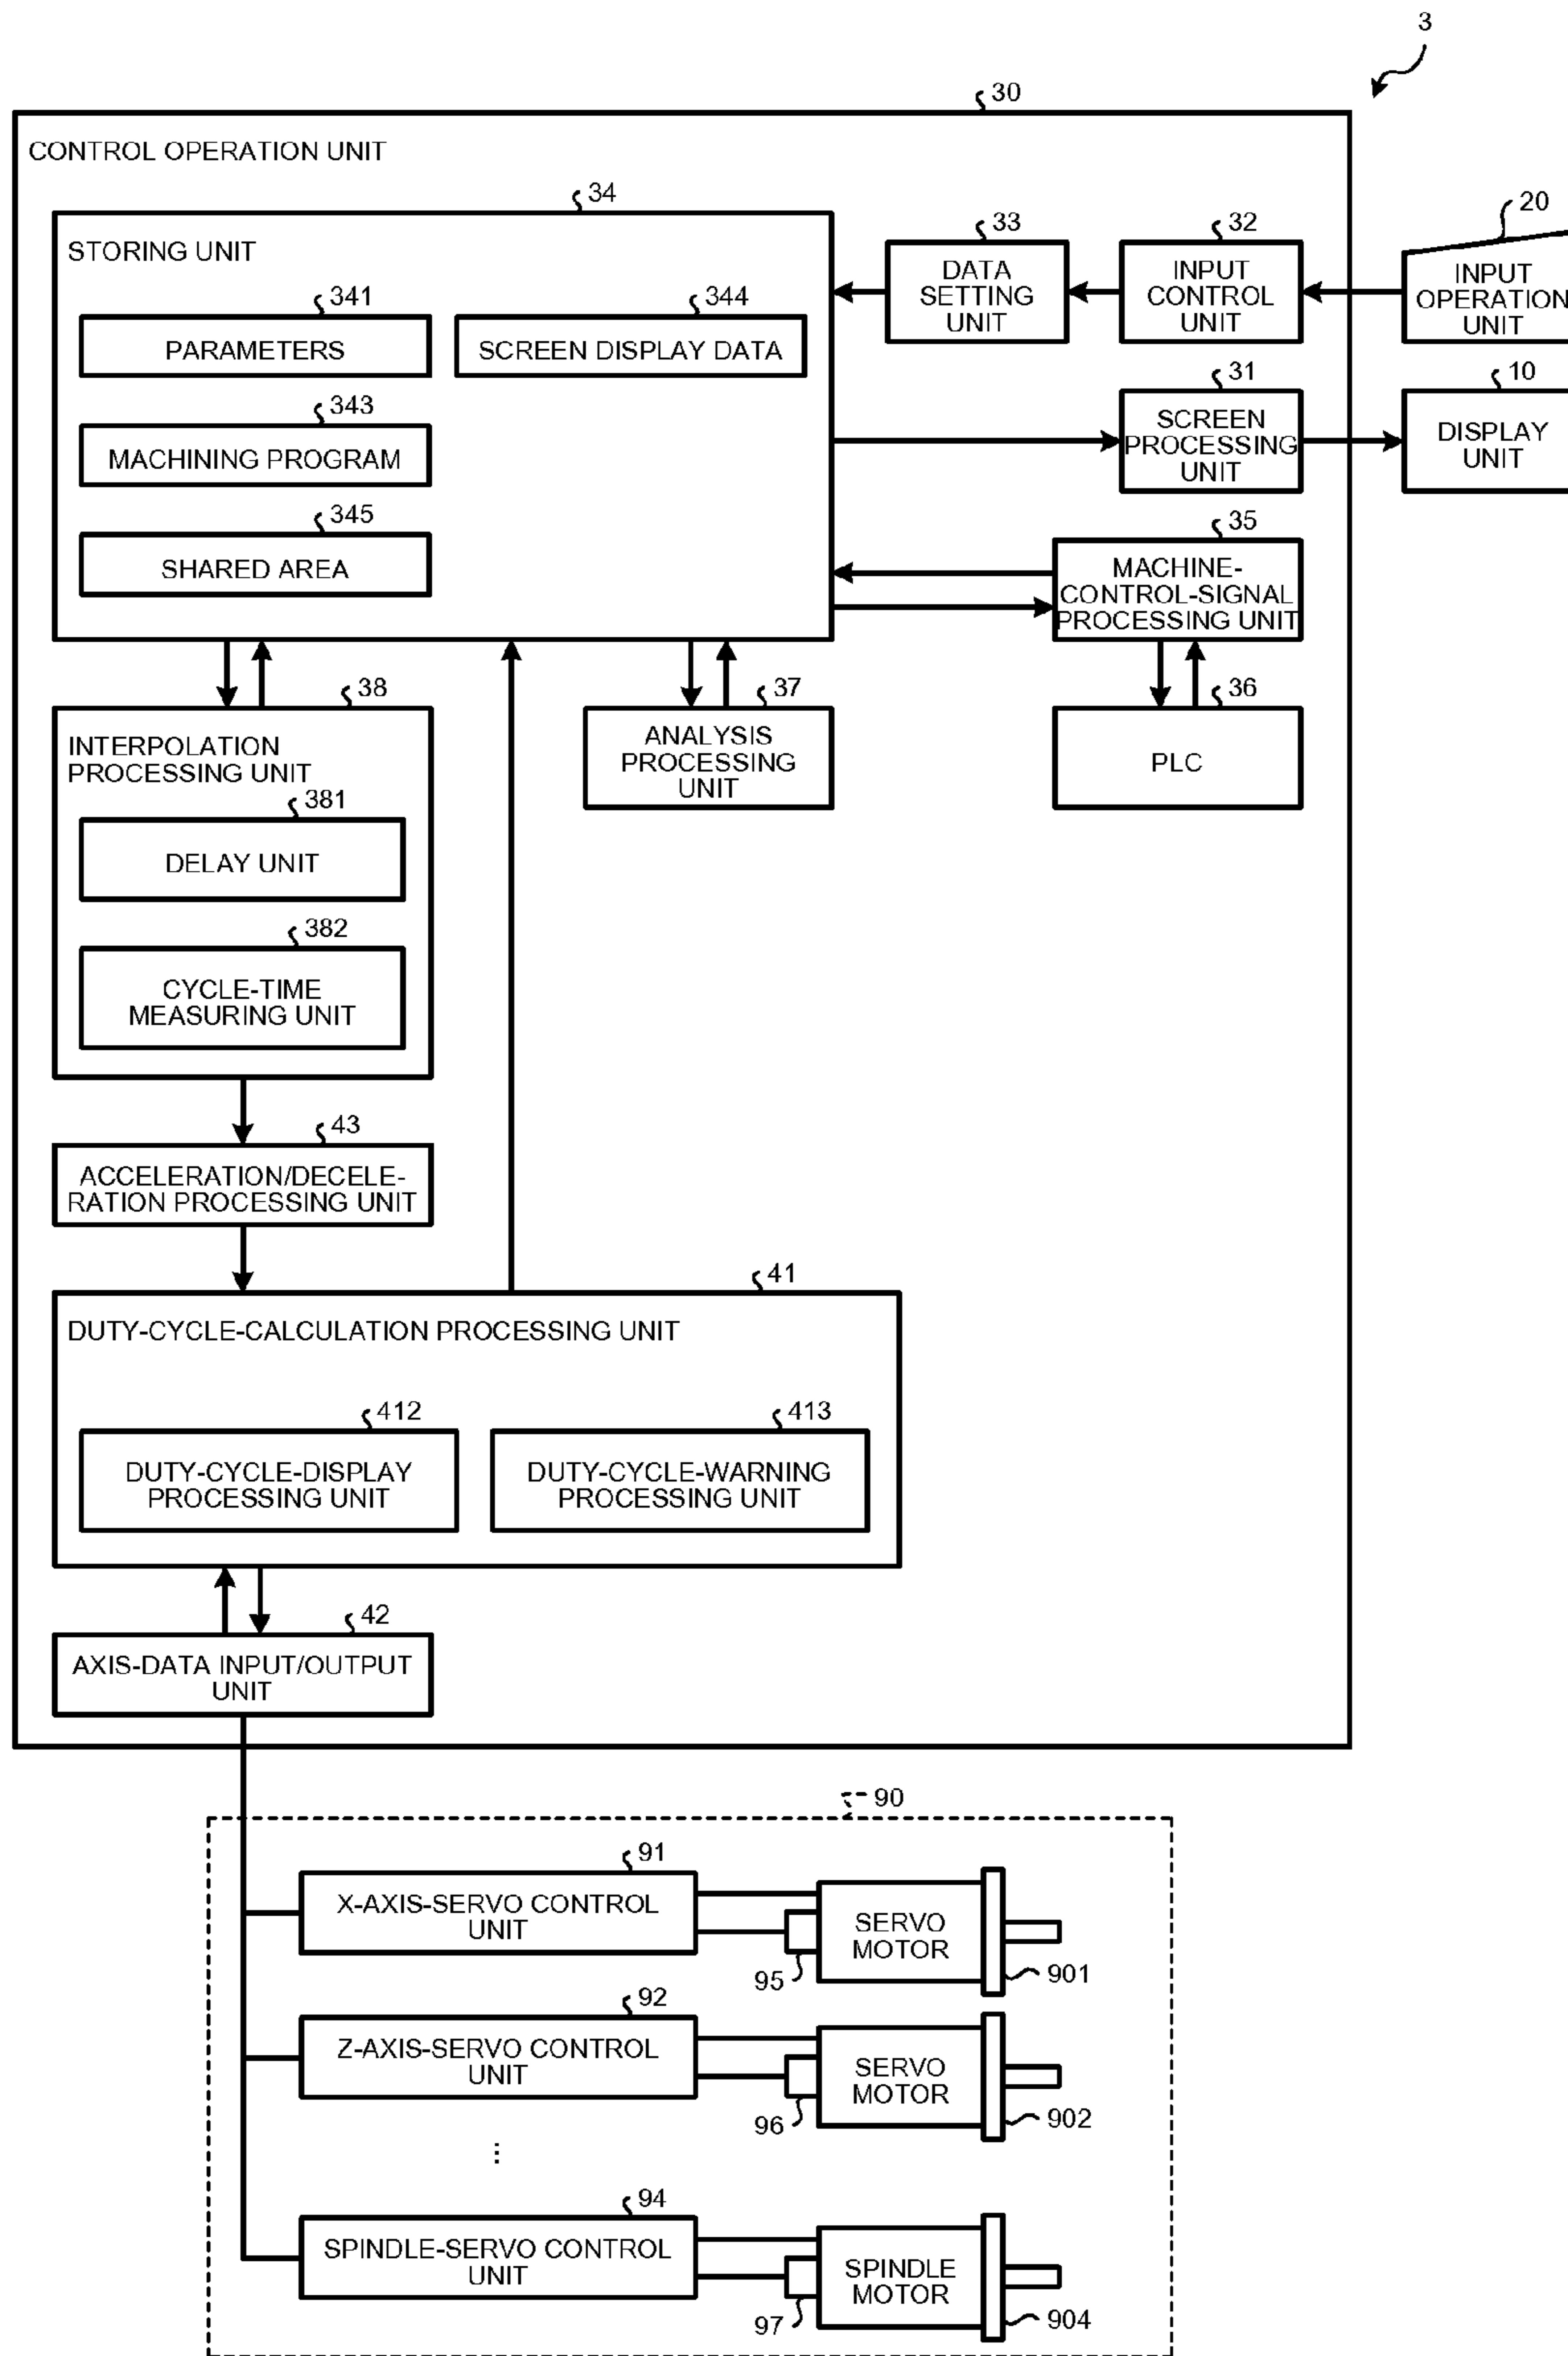 3
30
CONTROL OPERATION UNIT
34
STORING UNIT
341
PARAMETERS
344
SCREEN DISPLAY DATA
343
MACHINING PROGRAM
345
SHARED AREA
33
DATA
SETTING
UNIT
32
INPUT
CONTROL
UNIT
20
INPUT
OPERATION
UNIT
31
SCREEN
PROCESSING
UNIT
10
DISPLAY
UNIT
35
MACHINE-
CONTROL-SIGNAL
PROCESSING UNIT
38
INTERPOLATION
PROCESSING UNIT
381
DELAY UNIT
382
CYCLE-TIME
MEASURING UNIT
37
ANALYSIS
PROCESSING
UNIT
36
PLC
43
ACCELERATION/DECELE-
RATION PROCESSING UNIT
41
DUTY-CYCLE-CALCULATION PROCESSING UNIT
412
DUTY-CYCLE-DISPLAY
PROCESSING UNIT
413
DUTY-CYCLE-WARNING
PROCESSING UNIT
42
AXIS-DATA INPUT/OUTPUT
UNIT
90
91
X-AXIS-SERVO CONTROL
UNIT
SERVO
MOTOR
95
901
92
Z-AXIS-SERVO CONTROL
UNIT
SERVO
MOTOR
96
902
...
94
SPINDLE-SERVO CONTROL
UNIT
SPINDLE
MOTOR
97
904